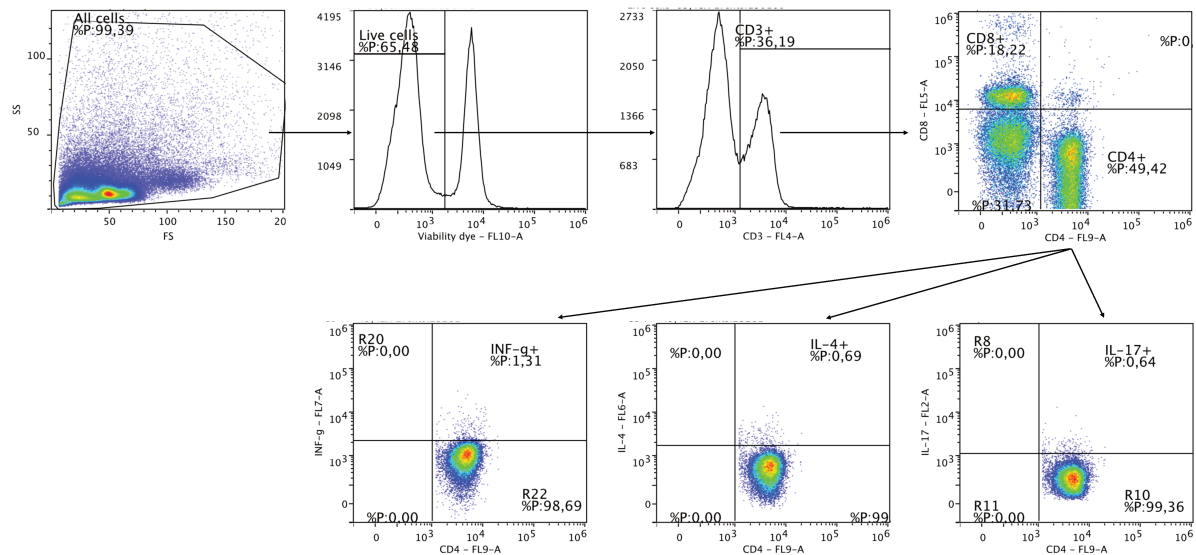 All cells
%P:99,39
100
50
SS
50
100
150
20
FS
4195
3146
2098
1049
Live cells
%P:65,48
0
10³
10⁴
10⁵
10⁶
Viability dye – FL10-A
2733
2050
1366
683
CD3+
%P:36,19
0
10³
10⁴
10⁵
10⁶
CD3 – FL4-A
10⁶
10⁵
10⁴
10³
0
CD8 – FL5-A
CD8+
%P:18,22
%P:0,
CD4+
%P:49,42
%P:31,73
0
10³
10⁴
10⁵
10⁶
CD4 – FL9-A
10⁶
10⁵
10⁴
10³
0
INF-g – FL7-A
R20
%P:0,00
INF-g+
%P:1,31
R22
%P:98,69
%P:0,00
0
10³
10⁴
10⁵
10⁶
CD4 – FL9-A
10⁶
10⁵
10⁴
10³
0
IL-4 – FL6-A
%P:0,00
IL-4+
%P:0,69
%P:0,00
%P:99
0
10³
10⁴
10⁵
10⁶
CD4 – FL9-A
10⁶
10⁵
10⁴
10³
0
IL-17 – FL2-A
R8
%P:0,00
IL-17+
%P:0,64
R11
%P:0,00
R10
%P:99,36
0
10³
10⁴
10⁵
10⁶
CD4 – FL9-A